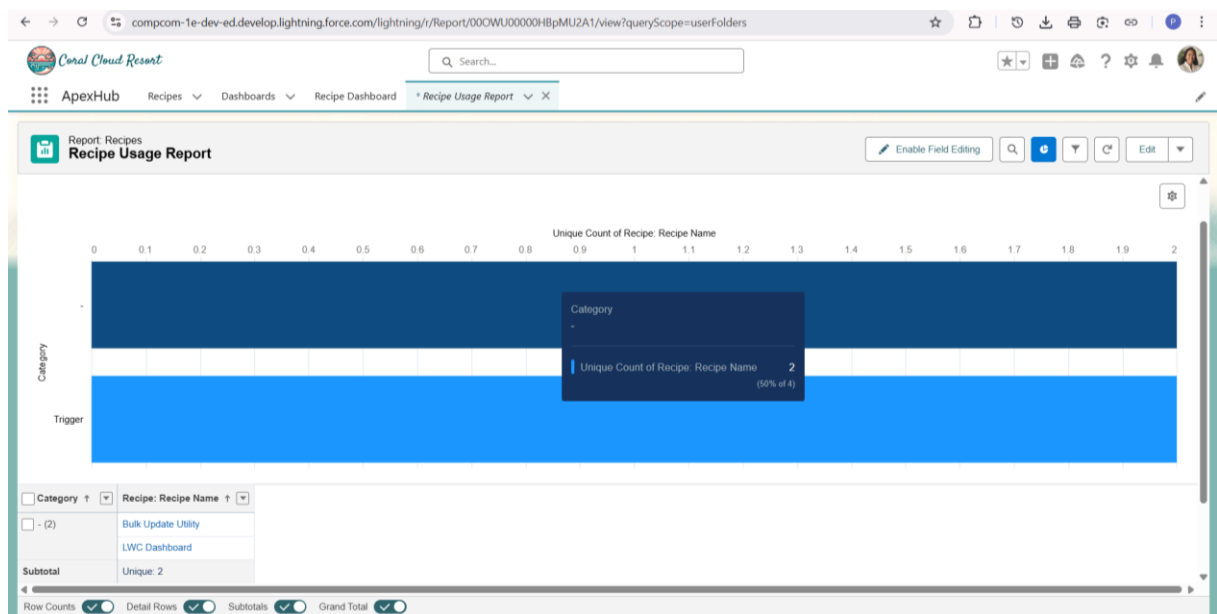 compcom-1e-dev-ed.develop.lightning.force.com/lightning/r/Report/00OWU00000HBpMU2A1/view?queryScope=userFolders
P
Coral Cloud Resort
Search...
ApexHub Recipes Dashboards Recipe Dashboard * Recipe Usage Report
Report: Recipes
Recipe Usage Report
Enable Field Editing
Edit
Unique Count of Recipe: Recipe Name
0 0.1 0.2 0.3 0.4 0.5 0.6 0.7 0.8 0.9 1 1.1 1.2 1.3 1.4 1.5 1.6 1.7 1.8 1.9 2
Category
-
Trigger
Category
-
Unique Count of Recipe: Recipe Name 2
(50% of 4)
Category ↑ Recipe: Recipe Name ↑
- (2) Bulk Update Utility
LWC Dashboard
Subtotal Unique: 2
Row Counts Detail Rows Subtotals Grand Total